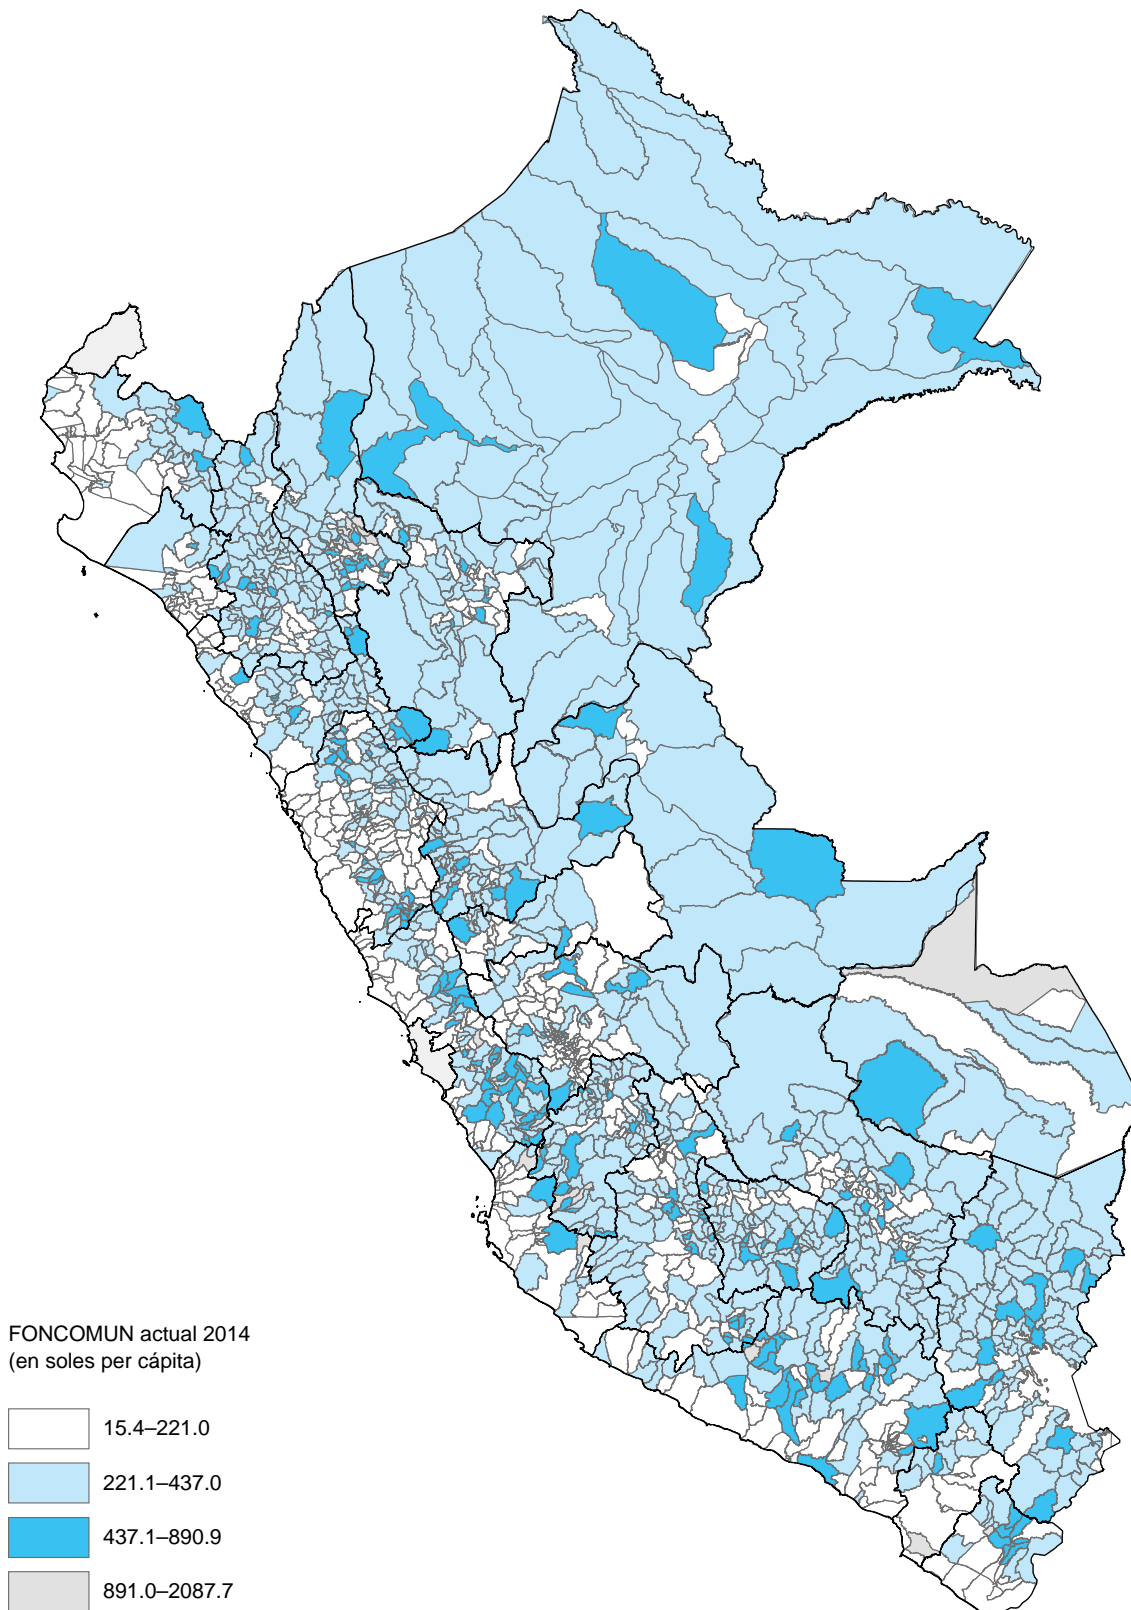 FONCOMUN actual 2014
(en soles per cápita)
15.4–221.0
221.1–437.0
437.1–890.9
891.0–2087.7